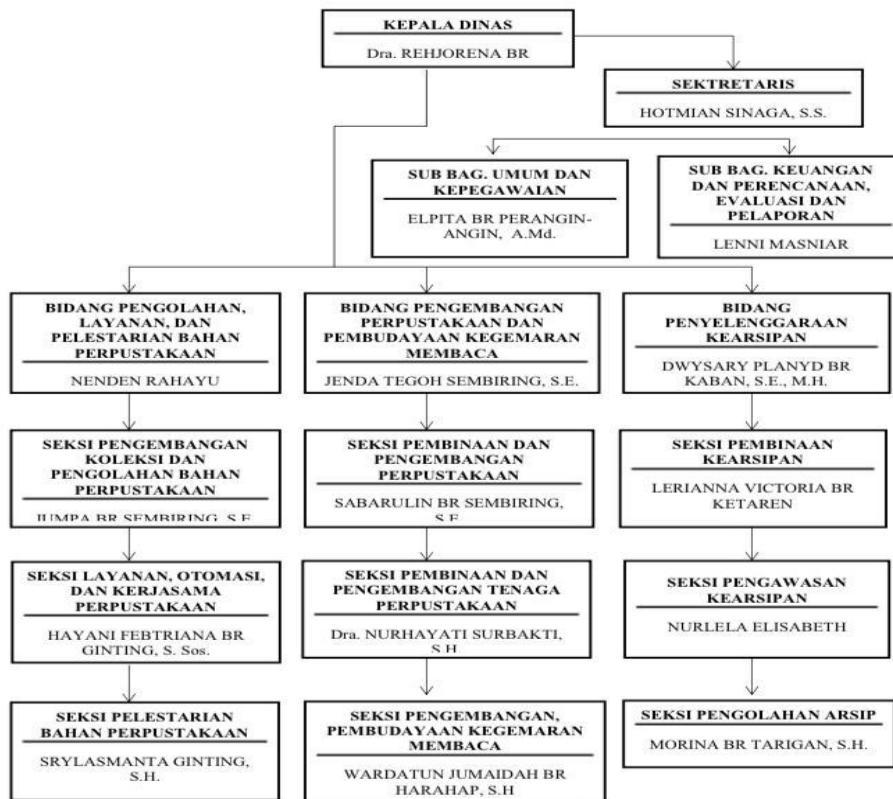 KEPALA DINAS
Dra. REHJORENA BR
SEKTRETARIS
HOTMIAN SINAGA, S.S.
SUB BAG. UMUM DAN
KEPEGAWAIAN
ELPITA BR PERANGIN-
ANGIN, A.Md.
SUB BAG. KEUANGAN
DAN PERENCANAAN,
EVALUASI DAN
PELAPORAN
LENNI MASNIAR
BIDANG PENGOLAHAN,
LAYANAN, DAN
PELESTARIAN BAHAN
PERPUSTAKAAN
NENDEN RAHAYU
BIDANG PENGEMBANGAN
PERPUSTAKAAN DAN
PEMBUDAYAAN KEGEMARAN
MEMBACA
JENDA TEGOH SEMBIRING, S.E.
BIDANG
PENYELENGGARAAN
KEARSIPAN
DWYSARY PLANYD BR
KABAN, S.E., M.H.
SEKSI PENGEMBANGAN
KOLEKSI DAN
PENGOLAHAN BAHAN
PERPUSTAKAAN
JUMPA BR SEMBIRING, S.E
SEKSI PEMBINAAN DAN
PENGEMBANGAN
PERPUSTAKAAN
SABARULIN BR SEMBIRING,
S.E
SEKSI PEMBINAAN
KEARSIPAN
LERIANNA VICTORIA BR
KETAREN
SEKSI LAYANAN, OTOMASI,
DAN KERJASAMA
PERPUSTAKAAN
HAYANI FEBTRIANA BR
GINTING, S. Sos.
SEKSI PEMBINAAN DAN
PENGEMBANGAN TENAGA
PERPUSTAKAAN
Dra. NURHAYATI SURBAKTI,
S.H
SEKSI PENGAWASAN
KEARSIPAN
NURLELA ELISABETH
SEKSI PELESTARIAN
BAHAN PERPUSTAKAAN
SRYLASMANTA GINTING,
S.H.
SEKSI PENGEMBANGAN,
PEMBUDAYAAN KEGEMARAN
MEMBACA
WARDATUN JUMAIDAH BR
HARAHAP, S.H
SEKSI PENGOLAHAN ARSIP
MORINA BR TARIGAN, S.H.